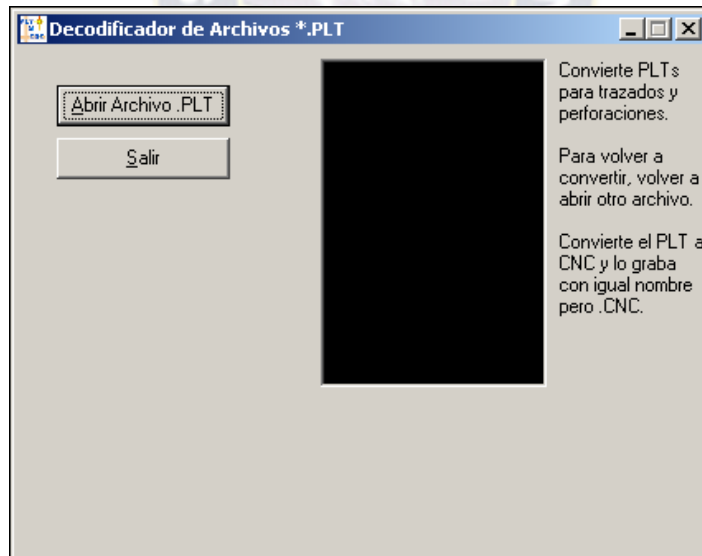 Decodificador de Archivos *.PLT
Abrir Archivo .PLT
Salir
Convierte PLTs
para trazados y
perforaciones.
Para volver a
convertir, volver a
abrir otro archivo.
Convierte el PLT a
CNC y lo graba
con igual nombre
pero .CNC.